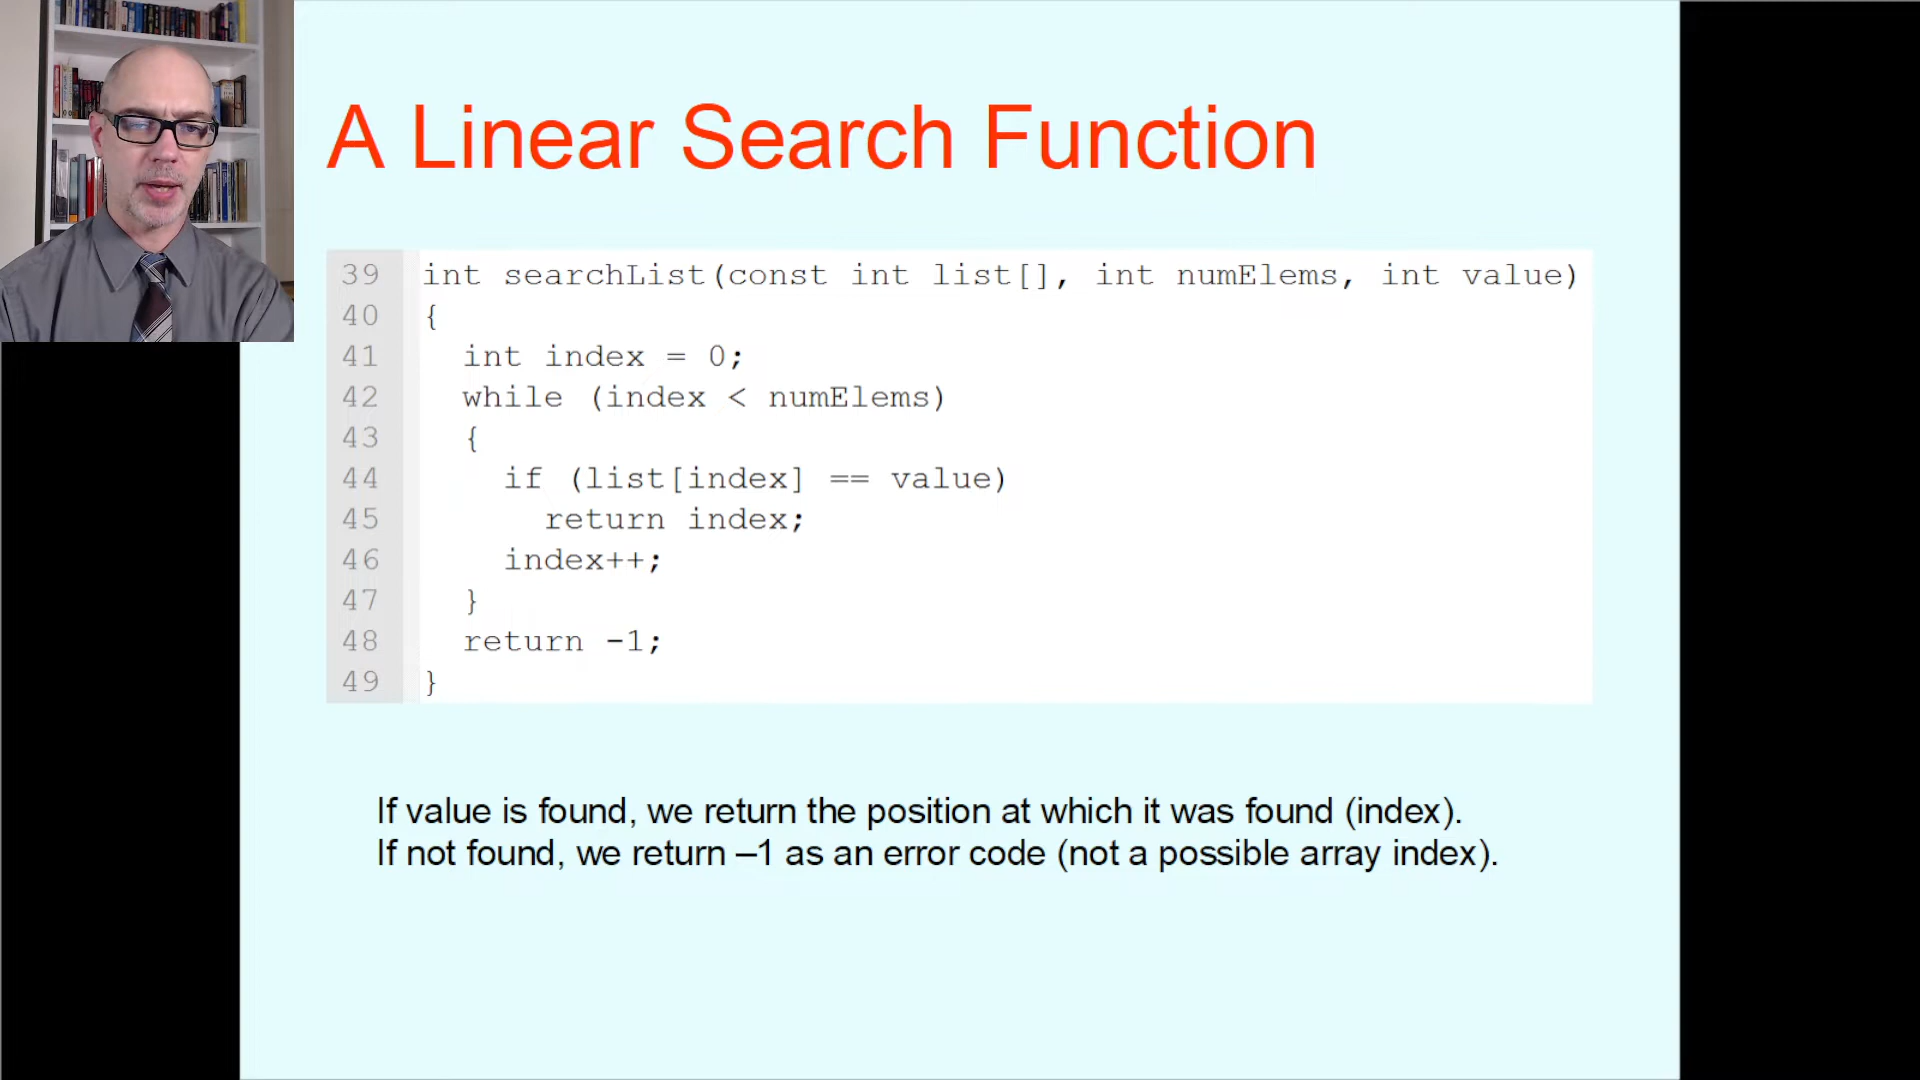 A Linear Search Function
39 int searchList(const int list[], int numElems, int value)
40 {
41   int index = 0;
42   while (index < numElems)
43   {
44     if (list[index] == value)
45       return index;
46     index++;
47   }
48   return -1;
49 }
If value is found, we return the position at which it was found (index).
If not found, we return –1 as an error code (not a possible array index).